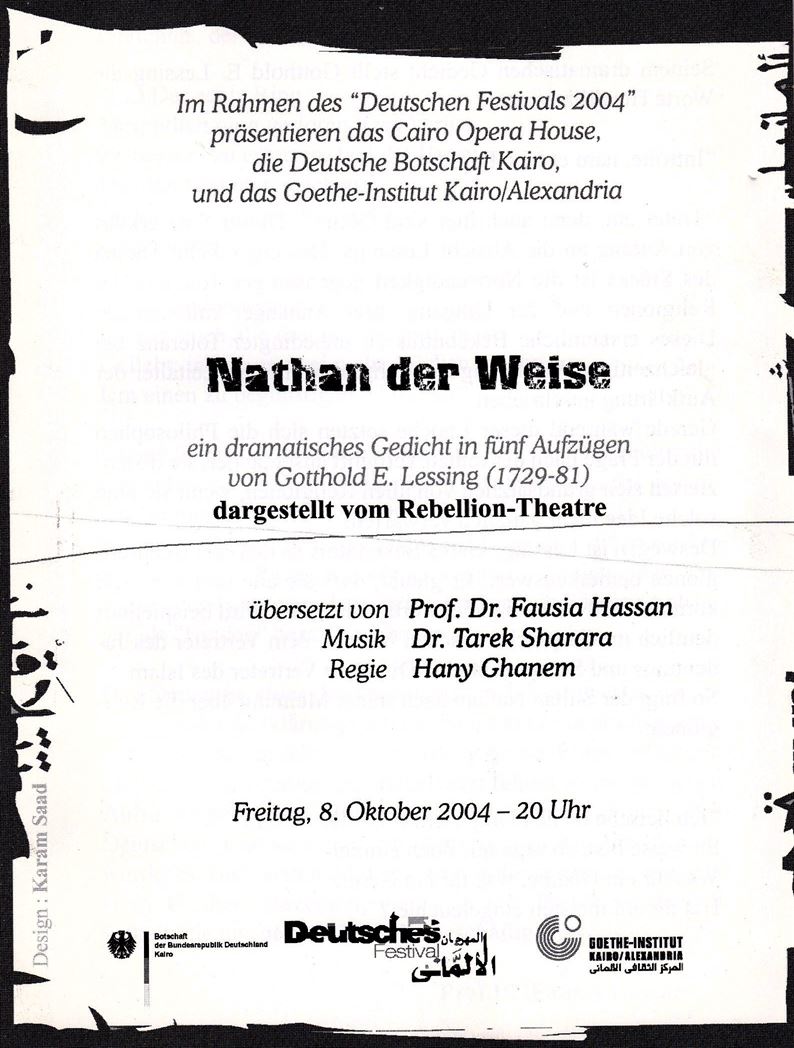 Im Rahmen des “Deutschen Festivals 2004”
präsentieren das Cairo Opera House,
die Deutsche Botschaft Kairo,
und das Goethe-Institut Kairo/Alexandria
Nathan der Weise
ein dramatisches Gedicht in fünf Aufzügen
von Gotthold E. Lessing (1729-81)
dargestellt vom Rebellion-Theatre
übersetzt von Prof. Dr. Fausia Hassan
Musik Dr. Tarek Sharara
Regie Hany Ghanem
Freitag, 8. Oktober 2004 – 20 Uhr
Design : Karam Saad
Botschaft
der Bundesrepublik Deutschland
Kairo
Deutsches
Festival
المهرجان
الألماني
GOETHE-INSTITUT
KAIRO/ALEXANDRIA
المركز الثقافى الألمانى